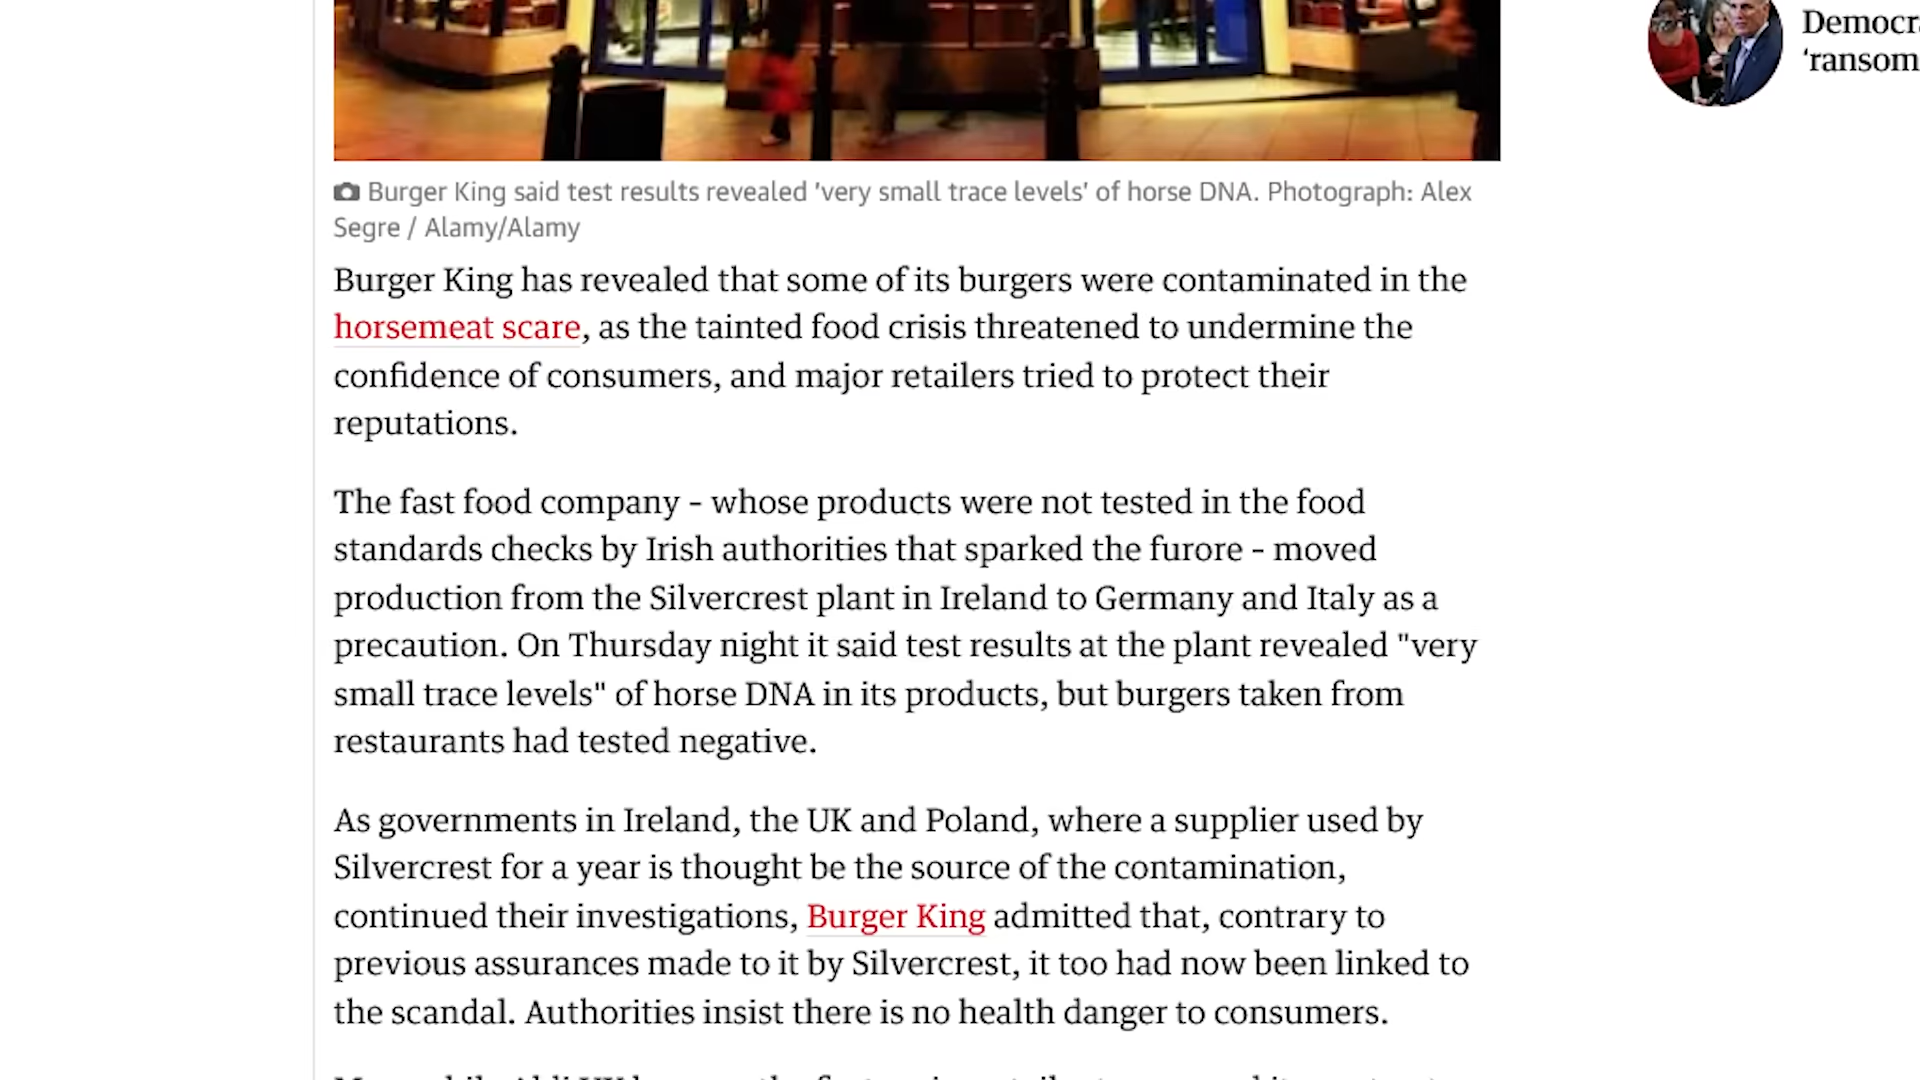 Democr
‘ransom
Burger King said test results revealed ‘very small trace levels’ of horse DNA. Photograph: Alex
Segre / Alamy/Alamy
Burger King has revealed that some of its burgers were contaminated in the
horsemeat scare, as the tainted food crisis threatened to undermine the
confidence of consumers, and major retailers tried to protect their
reputations.
The fast food company – whose products were not tested in the food
standards checks by Irish authorities that sparked the furore – moved
production from the Silvercrest plant in Ireland to Germany and Italy as a
precaution. On Thursday night it said test results at the plant revealed "very
small trace levels" of horse DNA in its products, but burgers taken from
restaurants had tested negative.
As governments in Ireland, the UK and Poland, where a supplier used by
Silvercrest for a year is thought be the source of the contamination,
continued their investigations, Burger King admitted that, contrary to
previous assurances made to it by Silvercrest, it too had now been linked to
the scandal. Authorities insist there is no health danger to consumers.